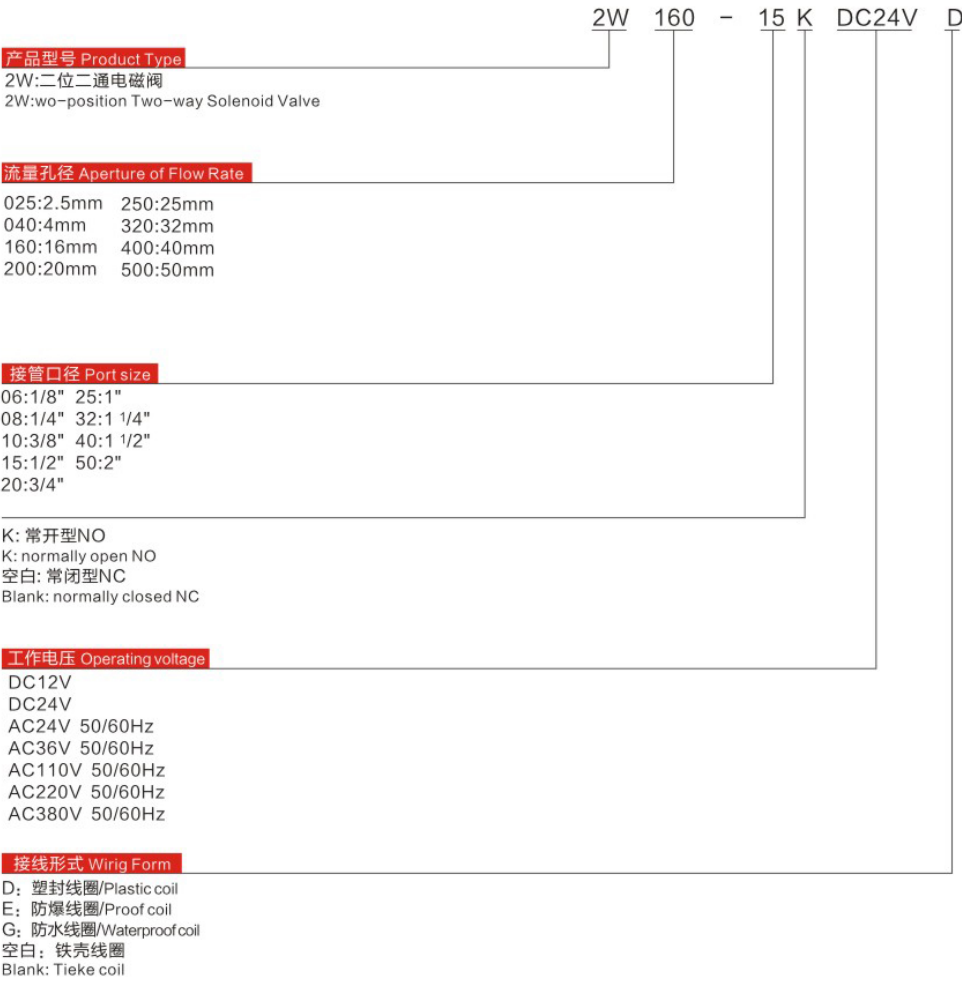 2W 160 - 15 K DC24V D
产品型号 Product Type
2W:二位二通电磁阀
2W:wo-position Two-way Solenoid Valve
流量孔径 Aperture of Flow Rate
025:2.5mm 250:25mm
040:4mm 320:32mm
160:16mm 400:40mm
200:20mm 500:50mm
接管口径 Port size
06:1/8" 25:1"
08:1/4" 32:1 1/4"
10:3/8" 40:1 1/2"
15:1/2" 50:2"
20:3/4"
K: 常开型NO
K: normally open NO
空白: 常闭型NC
Blank: normally closed NC
工作电压 Operating voltage
DC12V
DC24V
AC24V 50/60Hz
AC36V 50/60Hz
AC110V 50/60Hz
AC220V 50/60Hz
AC380V 50/60Hz
接线形式 Wirig Form
D：塑封线圈/Plastic coil
E：防爆线圈/Proof coil
G：防水线圈/Waterproof coil
空白：铁壳线圈
Blank: Tieke coil